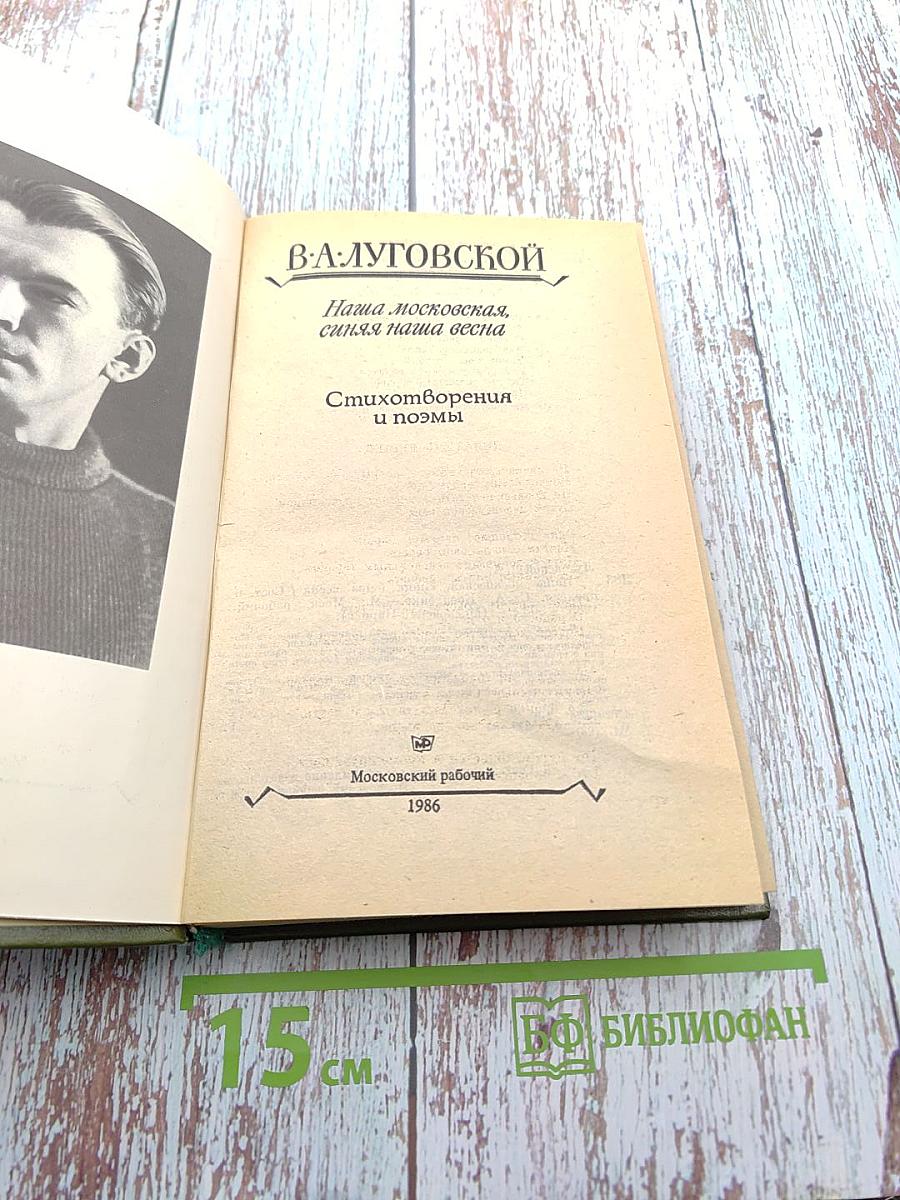 В·А·ЛУГОВСКОЙ
Наша московская,
синяя наша весна
Стихотворения
и поэмы
МР
Московский рабочий
1986
15 см
БФ БИБЛИОФАН